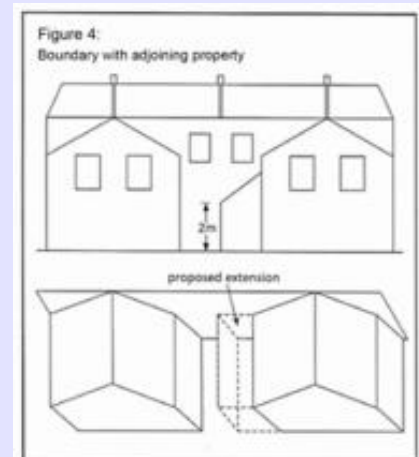 Figure 4:
Boundary with adjoining property
2m
proposed extension